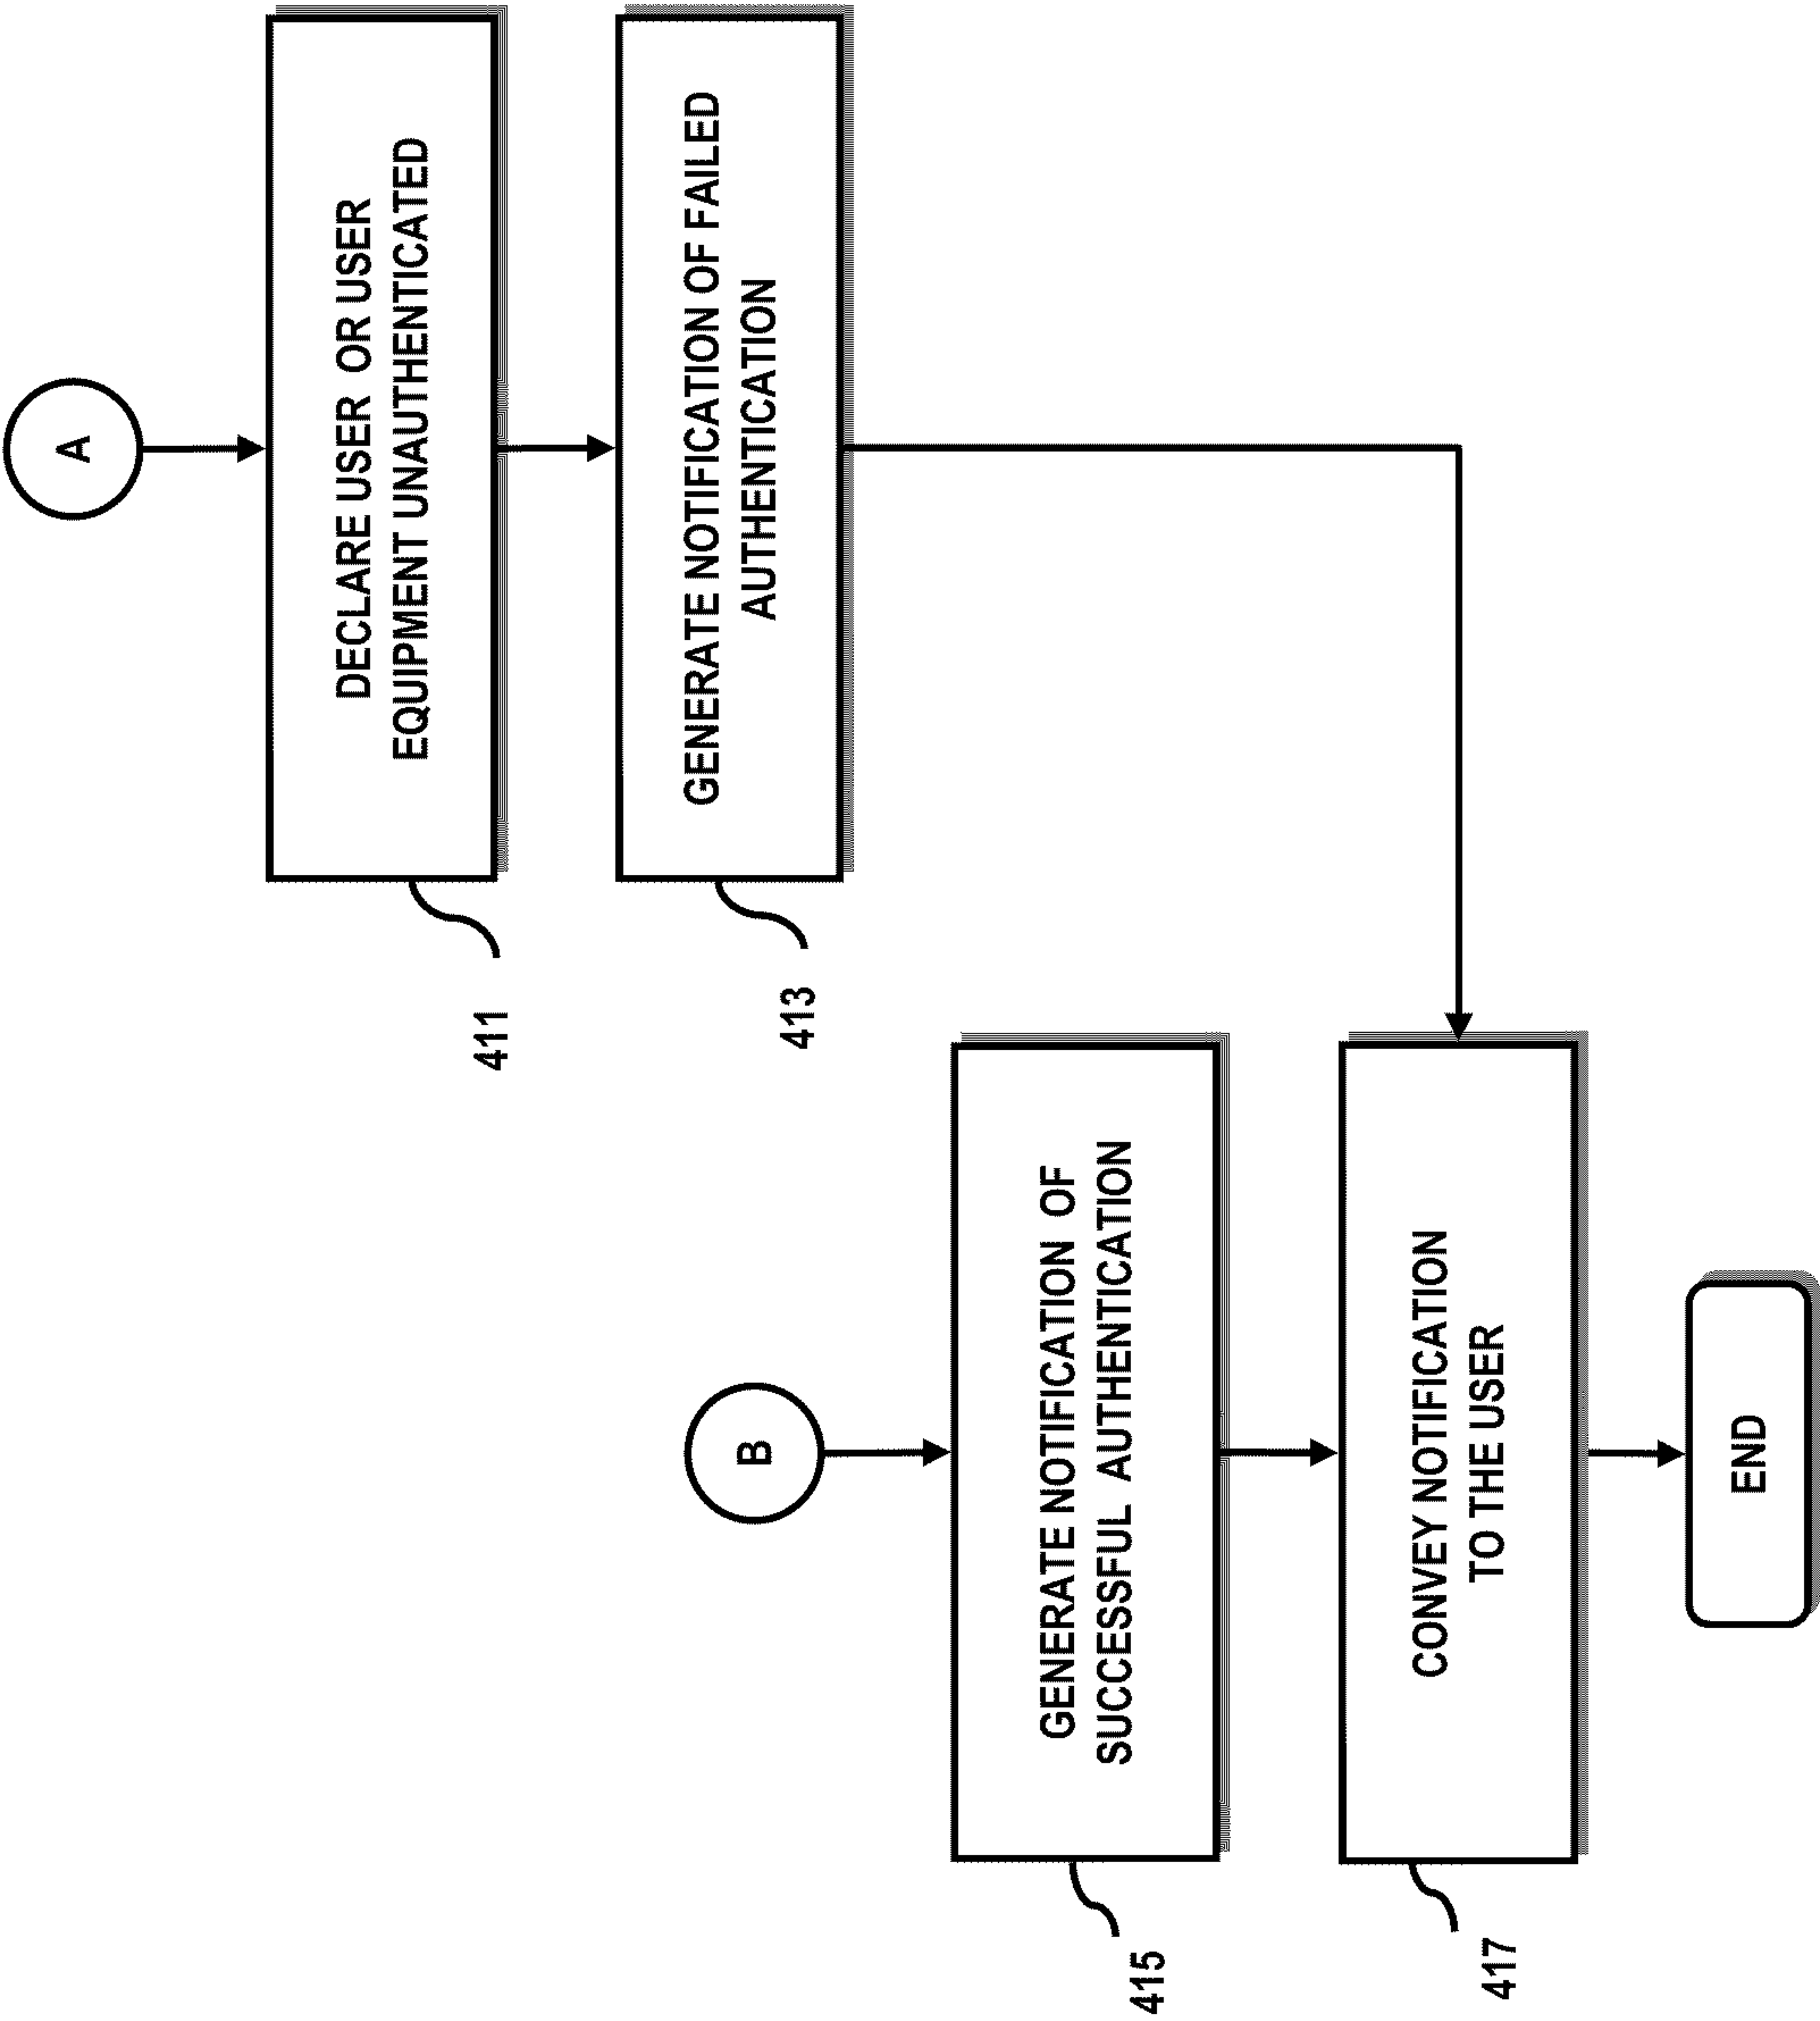 A
DECLARE USER OR USER
EQUIPMENT UNAUTHENTICATED
411
GENERATE NOTIFICATION OF FAILED
AUTHENTICATION
413
B
GENERATE NOTIFICATION OF
SUCCESSFUL AUTHENTICATION
415
CONVEY NOTIFICATION
TO THE USER
417
END